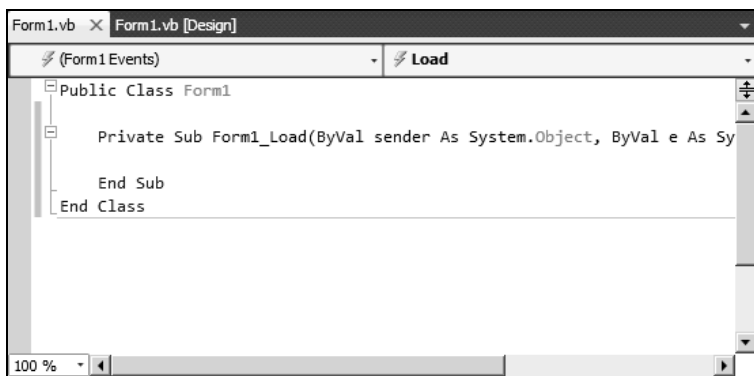 Form1.vb Form1.vb [Design]
(Form1 Events) Load
Public Class Form1
Private Sub Form1_Load(ByVal sender As System.Object, ByVal e As Sy
End Sub
End Class
100 %